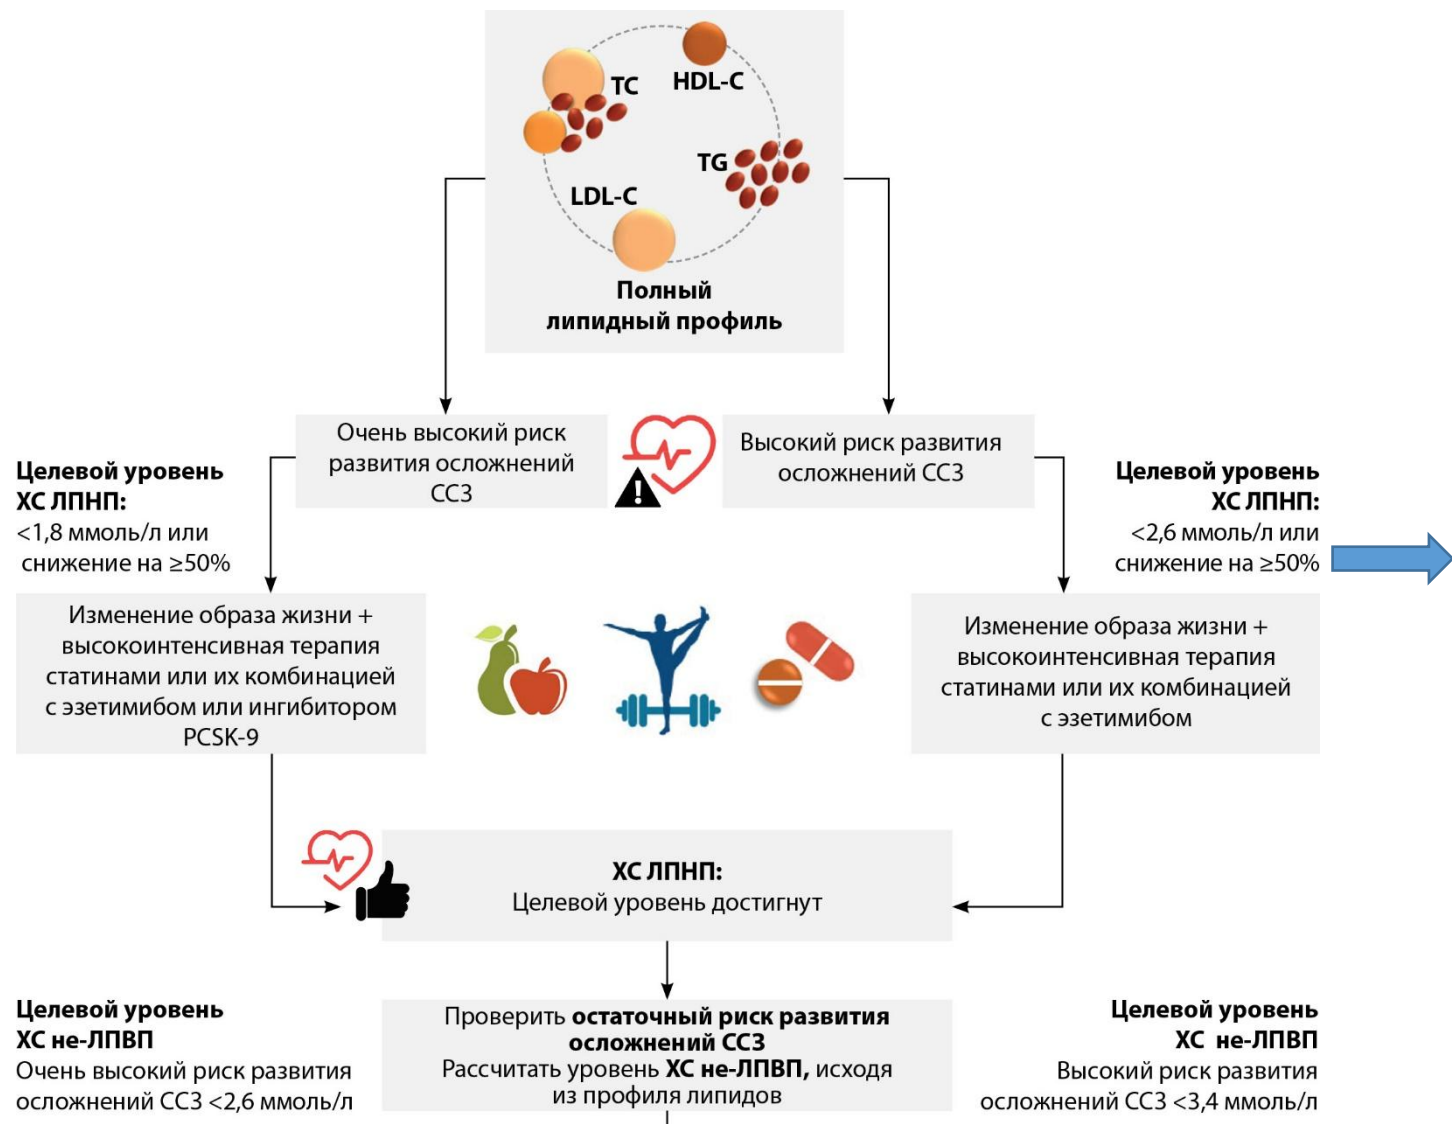 TC
HDL-C
TG
LDL-C
Полный
липидный профиль
Очень высокий риск
развития осложнений
ССЗ
Высокий риск развития
осложнений ССЗ
Целевой уровень
ХС ЛПНП:
<1,8 ммоль/л или
снижение на ≥50%
Целевой уровень
ХС ЛПНП:
<2,6 ммоль/л или
снижение на ≥50%
Изменение образа жизни +
высокоинтенсивная терапия
статинами или их комбинацией
с эзетимибом или ингибитором
PCSK-9
Изменение образа жизни +
высокоинтенсивная терапия
статинами или их комбинацией
с эзетимибом
ХС ЛПНП:
Целевой уровень достигнут
Целевой уровень
ХС не-ЛПВП
Очень высокий риск развития
осложнений ССЗ <2,6 ммоль/л
Проверить остаточный риск развития
осложнений ССЗ
Рассчитать уровень ХС не-ЛПВП, исходя
из профиля липидов
Целевой уровень
ХС не-ЛПВП
Высокий риск развития
осложнений ССЗ <3,4 ммоль/л